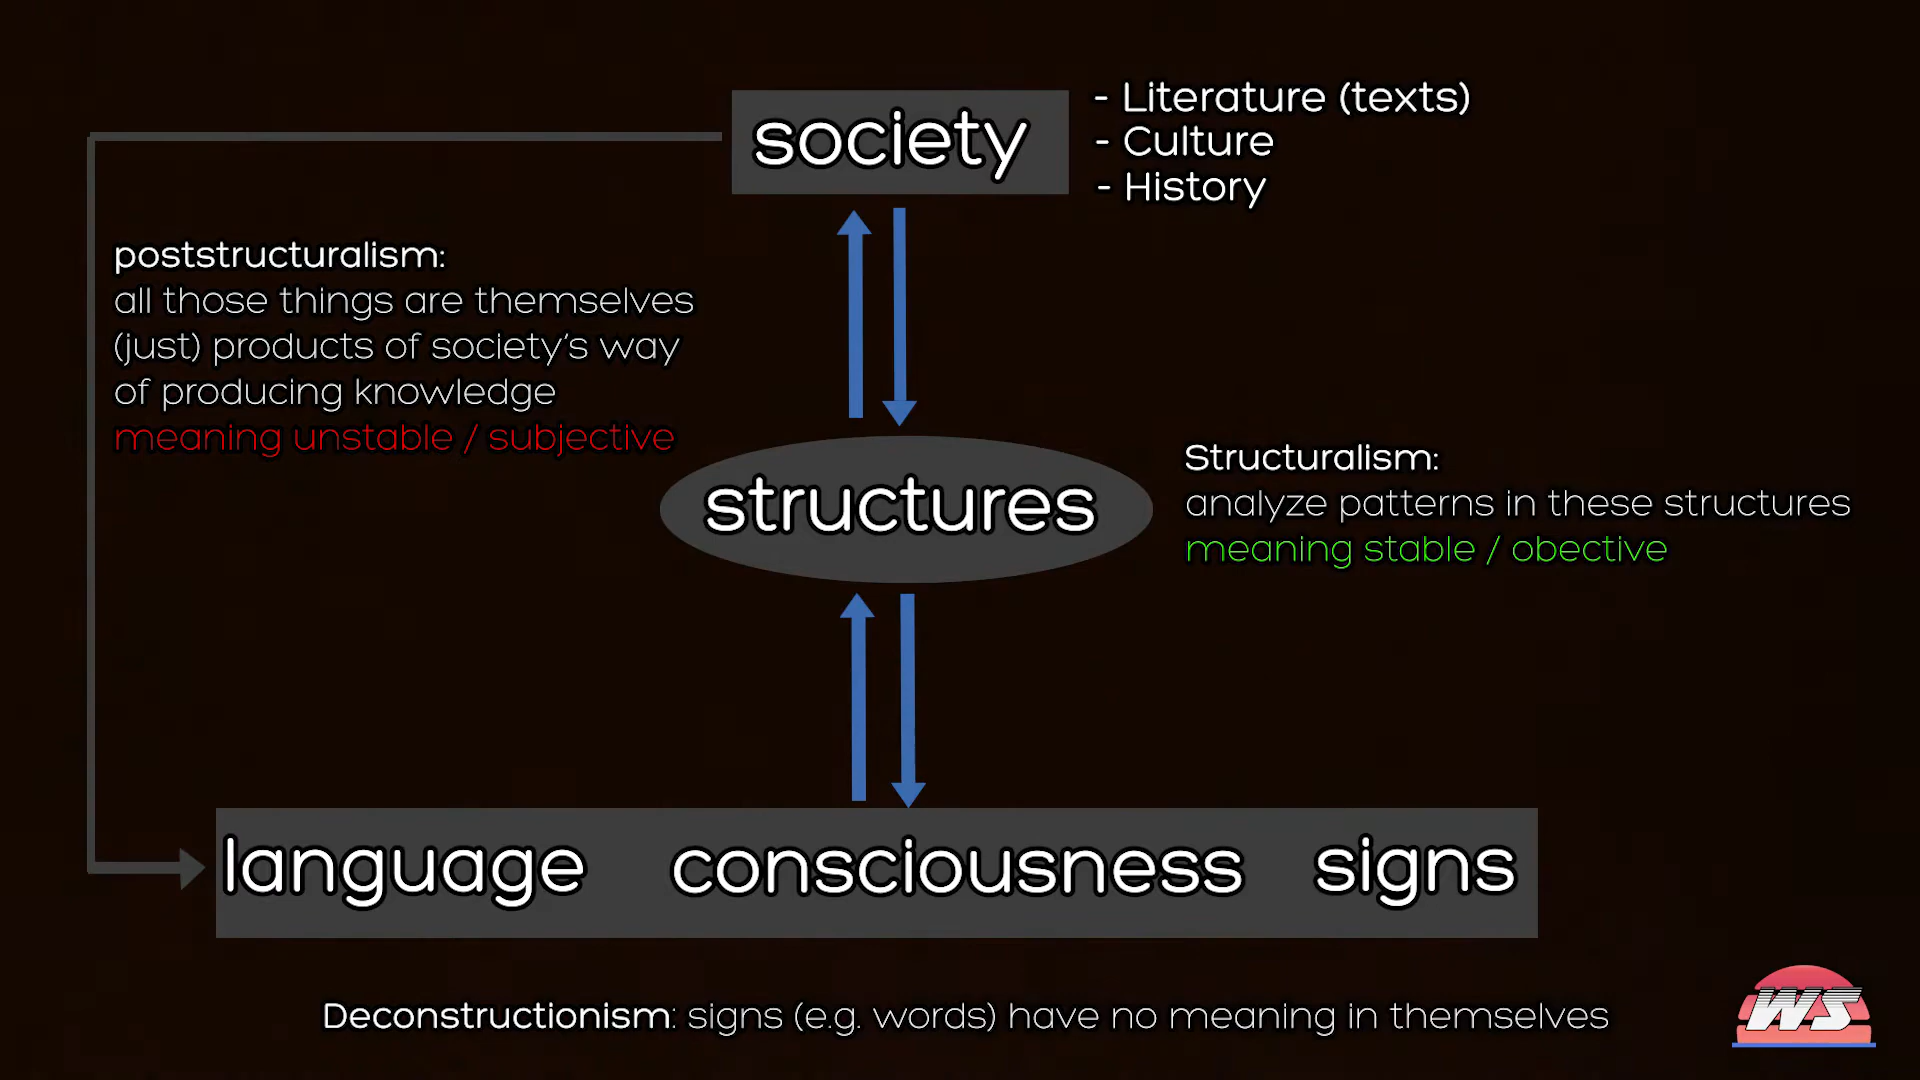 society
- Literature (texts)
- Culture
- History
poststructuralism:
all those things are themselves
(just) products of society's way
of producing knowledge
meaning unstable / subjective
structures
Structuralism:
analyze patterns in these structures
meaning stable / obective
language consciousness signs
Deconstructionism: signs (e.g. words) have no meaning in themselves
WS